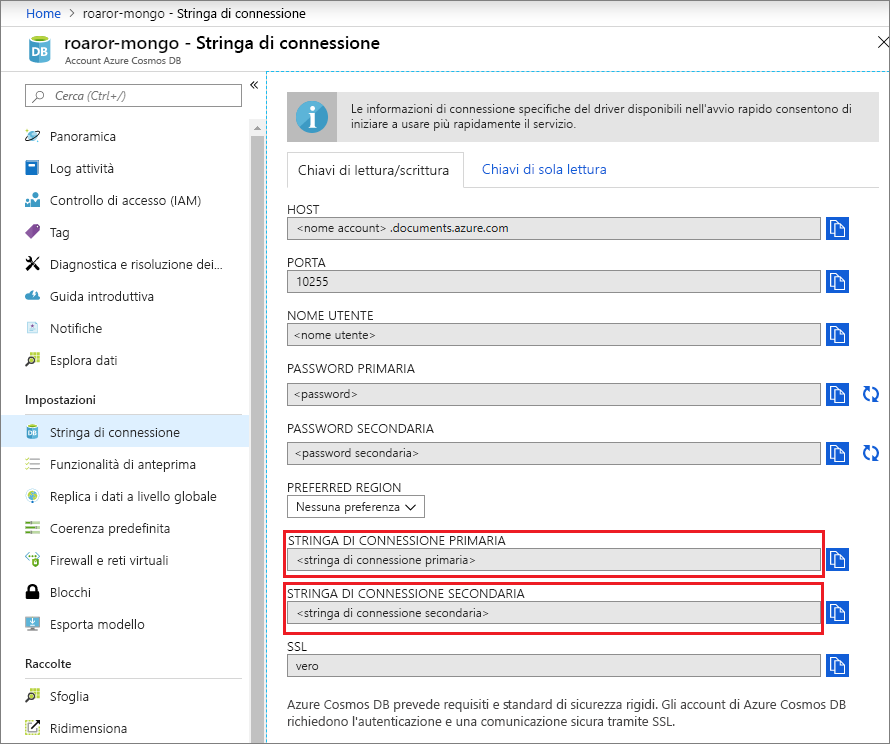 Home > roaror-mongo - Stringa di connessione
roaror-mongo - Stringa di connessione
Account Azure Cosmos DB
Cerca (Ctrl+/)
«
Panoramica
Log attività
Controllo di accesso (IAM)
Tag
Diagnostica e risoluzione dei...
Guida introduttiva
Notifiche
Esplora dati
Impostazioni
Stringa di connessione
Funzionalità di anteprima
Replica i dati a livello globale
Coerenza predefinita
Firewall e reti virtuali
Blocchi
Esporta modello
Raccolte
Sfoglia
Ridimensiona
Le informazioni di connessione specifiche del driver disponibili nell'avvio rapido consentono di
iniziare a usare più rapidamente il servizio.
Chiavi di lettura/scrittura
Chiavi di sola lettura
HOST
<nome account> .documents.azure.com
PORTA
10255
NOME UTENTE
<nome utente>
PASSWORD PRIMARIA
<password>
PASSWORD SECONDARIA
<password secondaria>
PREFERRED REGION
Nessuna preferenza
STRINGA DI CONNESSIONE PRIMARIA
<stringa di connessione primaria>
STRINGA DI CONNESSIONE SECONDARIA
<stringa di connessione secondaria>
SSL
vero
Azure Cosmos DB prevede requisiti e standard di sicurezza rigidi. Gli account di Azure Cosmos DB
richiedono l'autenticazione e una comunicazione sicura tramite SSL.